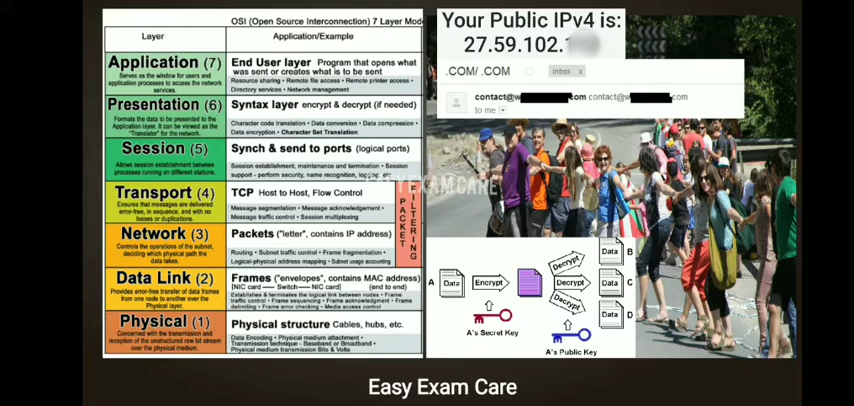 OSI (Open Source Interconnection) 7 Layer Mod
Layer
Application/Example
Application (7)
Serves as the window for users and
application processes to access the network
services.
End User layer Program that opens what
was sent or creates what is to be sent
Resource sharing • Remote file access • Remote printer access •
Directory services • Network management
Presentation (6)
Formats the data to be presented to the
Application layer. It can be viewed as the
"Translator" for the network.
Syntax layer encrypt & decrypt (if needed)
Character code translation • Data conversion • Data compression •
Data encryption • Character Set Translation
Session (5)
Allows session establishment between
processes running on different stations.
Synch & send to ports (logical ports)
Session establishment, maintenance and termination • Session
support - perform security, name recognition, logging, etc.
Transport (4)
Ensures that messages are delivered
error-free, in sequence, and with no
losses or duplications.
TCP Host to Host, Flow Control
Message segmentation • Message acknowledgement •
Message traffic control • Session multiplexing
PACKET
FILTERING
Network (3)
Controls the operations of the subnet,
deciding which physical path the
data takes.
Packets ("letter", contains IP address)
Routing • Subnet traffic control • Frame fragmentation •
Logical-physical address mapping • Subnet usage accounting
Data Link (2)
Provides error-free transfer of data frames
from one node to another over the
Physical layer.
Frames ("envelopes", contains MAC address)
[NIC card — Switch — NIC card] (end to end)
Establishes & terminates the logical link between nodes • Frame
traffic control • Frame sequencing • Frame acknowledgment • Frame
delimiting • Frame error checking • Media access control
Physical (1)
Concerned with the transmission and
reception of the unstructured raw bit stream
over the physical medium.
Physical structure Cables, hubs, etc.
Data Encoding • Physical medium attachment •
Transmission technique - Baseband or Broadband •
Physical medium transmission Bits & Volts
Your Public IPv4 is:
27.59.102.
.COM/ .COM
Inbox x
contact@w .com contact@w .com
to me
EASY EXAM CARE
A
Data
Encrypt
A's Secret Key
Decrypt
Data
B
Decrypt
Data
C
Decrypt
Data
D
A's Public Key
Easy Exam Care